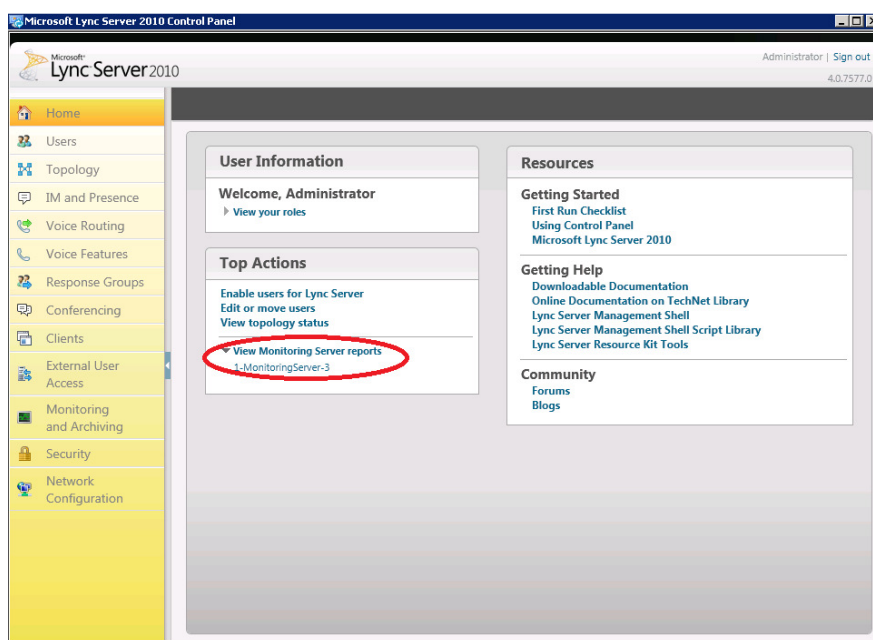 Microsoft Lync Server 2010 Control Panel
Microsoft
Lync Server 2010
Administrator | Sign out
4.0.7577.0
Home
Users
Topology
IM and Presence
Voice Routing
Voice Features
Response Groups
Conferencing
Clients
External User
Access
Monitoring
and Archiving
Security
Network
Configuration
User Information
Welcome, Administrator
View your roles
Top Actions
Enable users for Lync Server
Edit or move users
View topology status
View Monitoring Server reports
1-MonitoringServer-3
Resources
Getting Started
First Run Checklist
Using Control Panel
Microsoft Lync Server 2010
Getting Help
Downloadable Documentation
Online Documentation on TechNet Library
Lync Server Management Shell
Lync Server Management Shell Script Library
Lync Server Resource Kit Tools
Community
Forums
Blogs